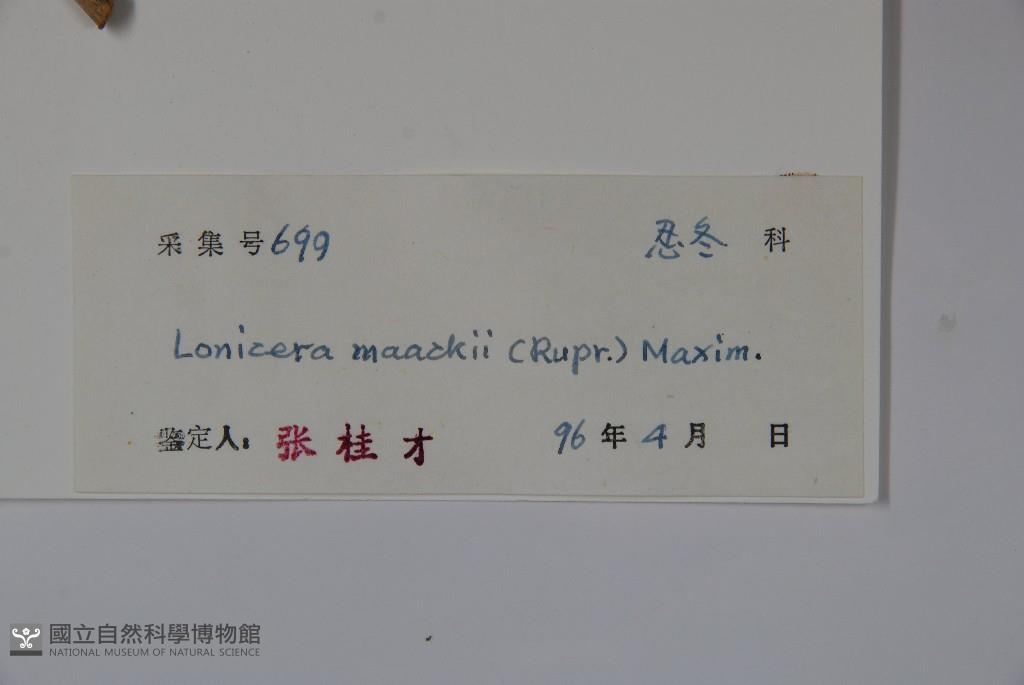 采集号699 忍冬 科
Lonicera maackii (Rupr.) Maxim.
鉴定人: 张桂才 96年4月 日
國立自然科學博物館
NATIONAL MUSEUM OF NATURAL SCIENCE